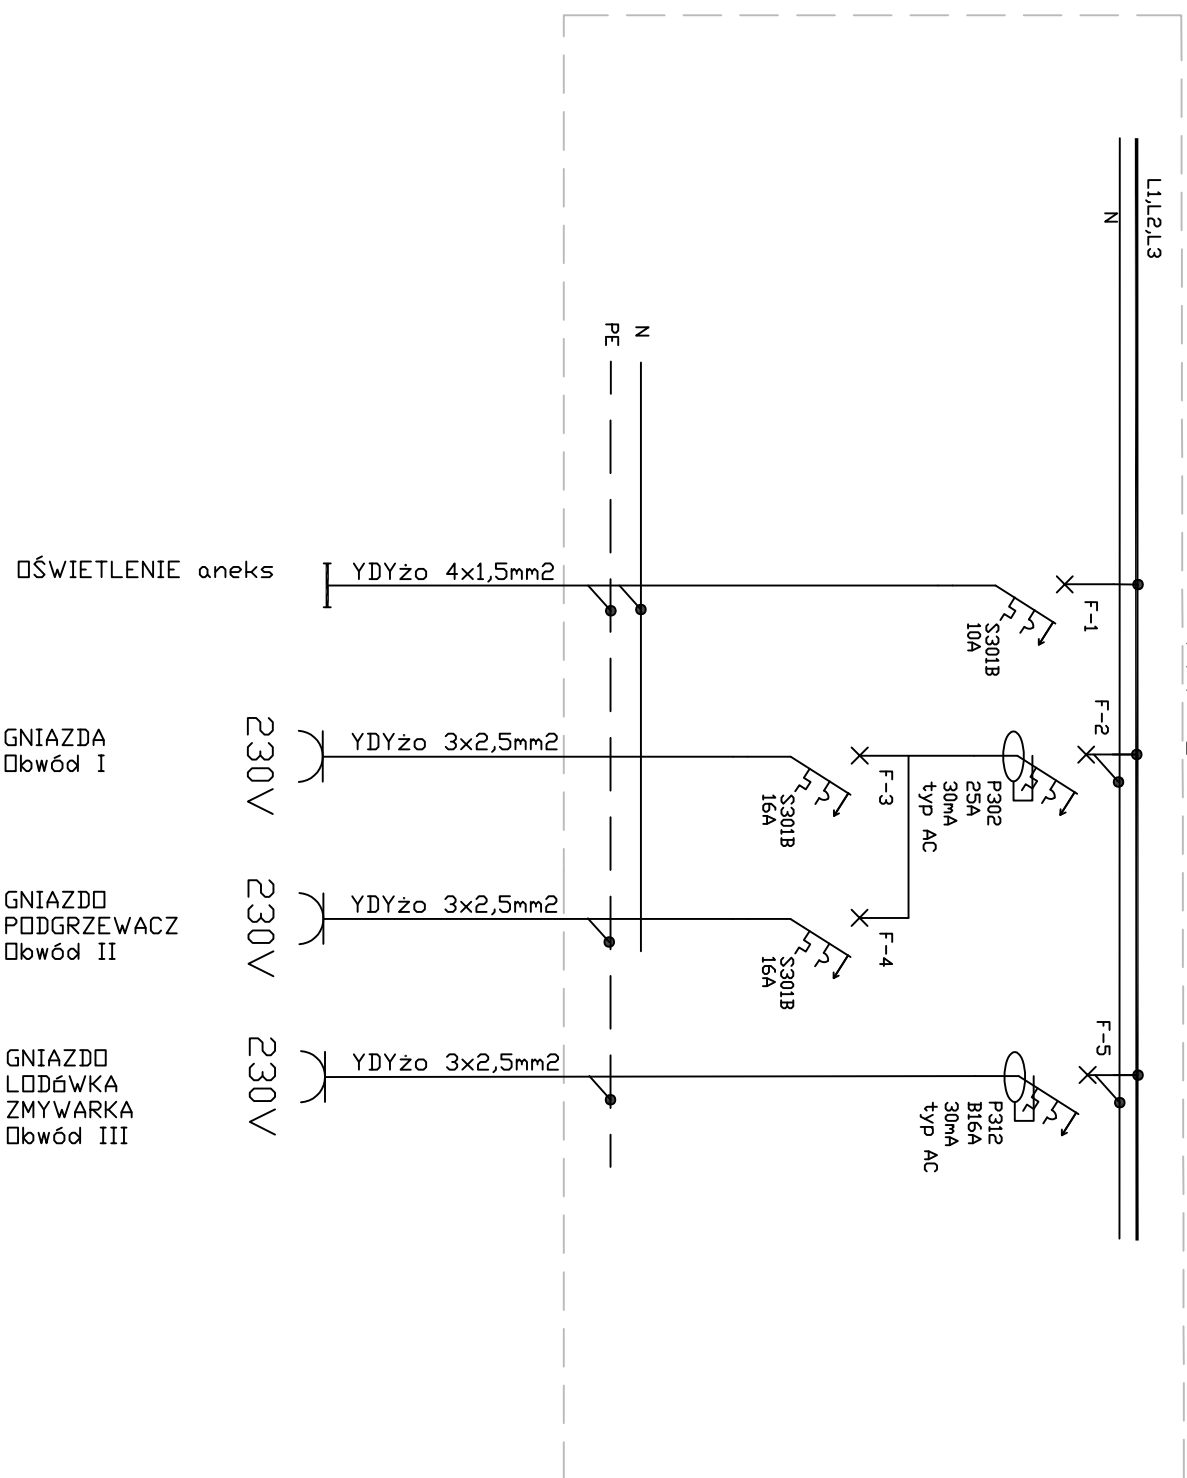 L1,L2,L3
N
N
PE
OŚWIETLENIE aneks
YDYżo 4x1,5mm2
F-1
S301B
10A
GNIAZDA
Obwód I
230V
YDYżo 3x2,5mm2
F-2
P302
25A
30mA
typ AC
F-3
S301B
16A
GNIAZDO
PODGRZEWACZ
Obwód II
230V
YDYżo 3x2,5mm2
F-4
S301B
16A
GNIAZDO
LODóWKA
ZMYWARKA
Obwód III
230V
YDYżo 3x2,5mm2
F-5
P312
B16A
30mA
typ AC